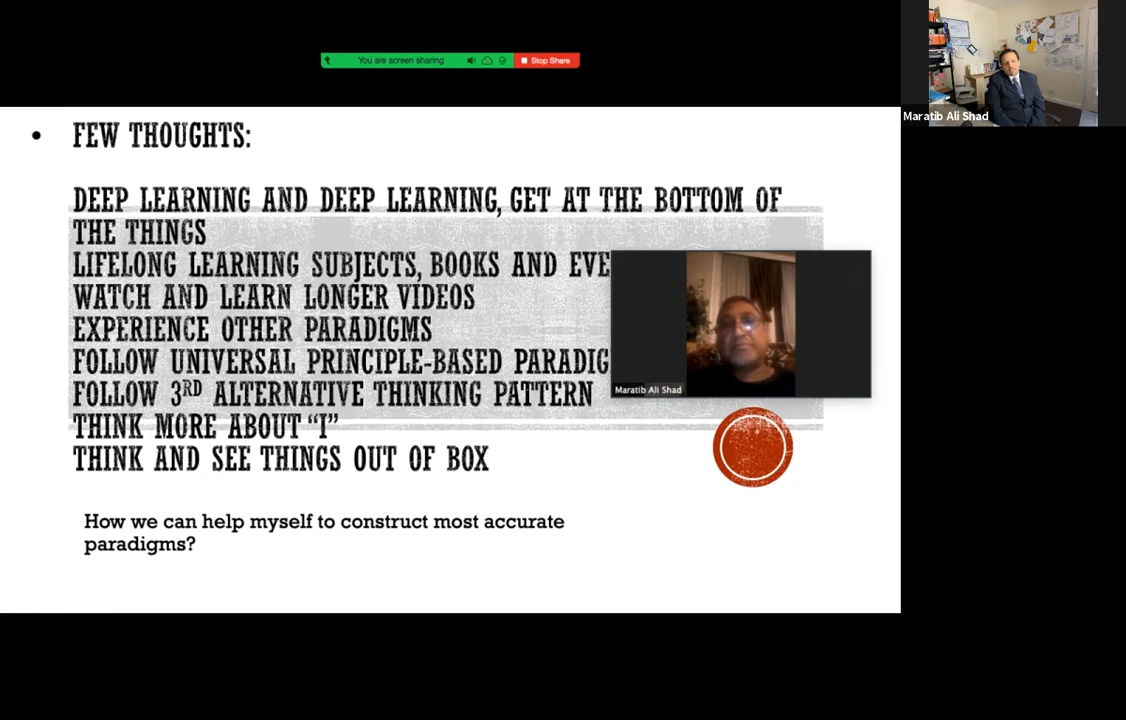 You are screen sharing
Stop Share
Maratib Ali Shad
• FEW THOUGHTS:
DEEP LEARNING AND DEEP LEARNING, GET AT THE BOTTOM OF
THE THINGS
LIFELONG LEARNING SUBJECTS, BOOKS AND
WATCH AND LEARN LONGER VIDEOS
EXPERIENCE OTHER PARADIGMS
FOLLOW UNIVERSAL PRINCIPLE-BASED
FOLLOW 3RD ALTERNATIVE THINKING PATTERN
Maratib Ali Shad
THINK MORE ABOUT “I”
THINK AND SEE THINGS OUT OF BOX
How we can help myself to construct most accurate
paradigms?